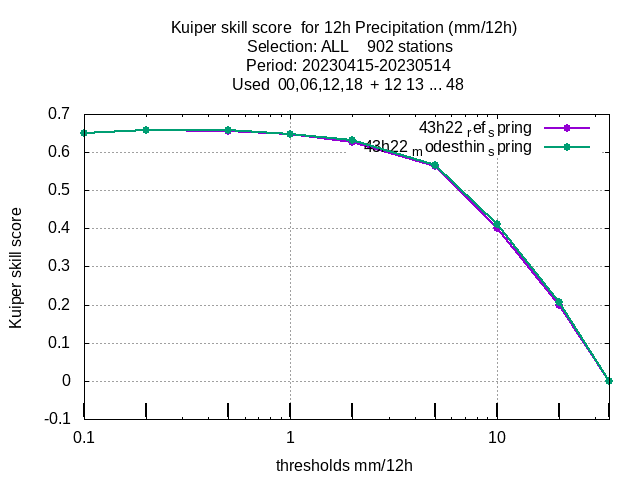 Kuiper skill score  for 12h Precipitation (mm/12h)
Selection: ALL    902 stations
Period: 20230415-20230514
Used  00,06,12,18  + 12 13 ... 48
43h22 ref spring
43h22 modesthin spring
Kuiper skill score
0.7
0.6
0.5
0.4
0.3
0.2
0.1
0
-0.1
0.1 1 10
thresholds mm/12h